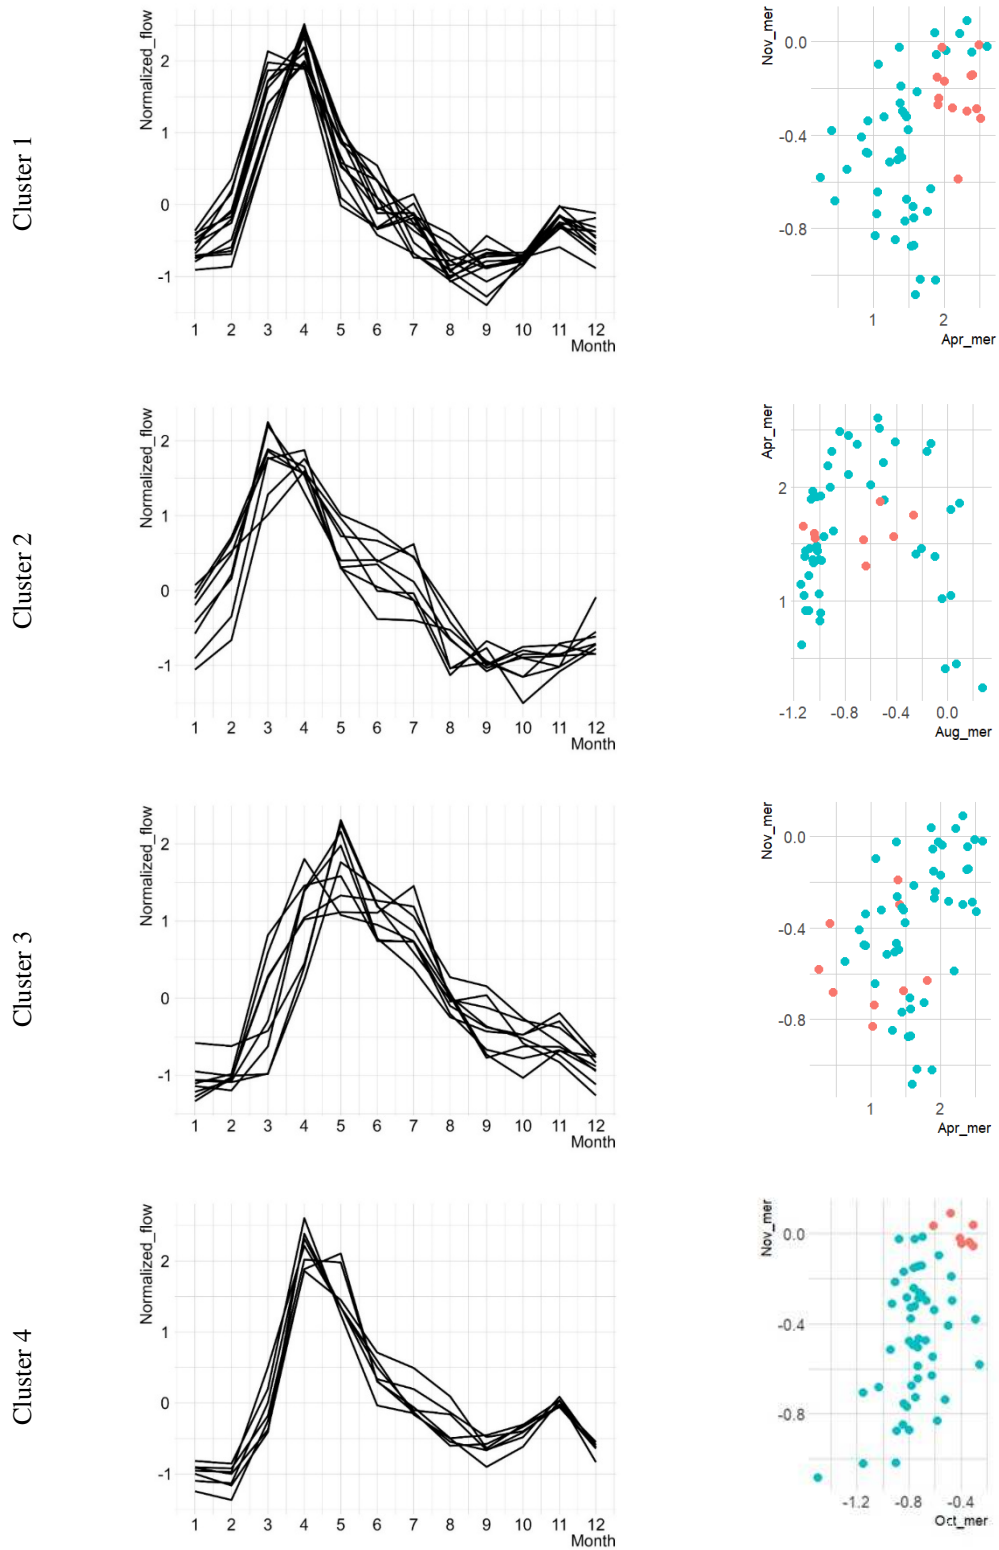 Cluster 1
Normalized_flow
2
1
0
-1
1 2 3 4 5 6 7 8 9 10 11 12
Month
Nov_mer
0.0
-0.4
-0.8
1 2
Apr_mer
Cluster 2
Normalized_flow
2
1
0
-1
1 2 3 4 5 6 7 8 9 10 11 12
Month
Apr_mer
2
1
-1.2 -0.8 -0.4 0.0
Aug_mer
Cluster 3
Normalized_flow
2
1
0
-1
1 2 3 4 5 6 7 8 9 10 11 12
Month
Nov_mer
0.0
-0.4
-0.8
1 2
Apr_mer
Cluster 4
Normalized_flow
2
1
0
-1
1 2 3 4 5 6 7 8 9 10 11 12
Month
Nov_mer
0.0
-0.4
-0.8
-1.2 -0.8 -0.4
Oct_mer